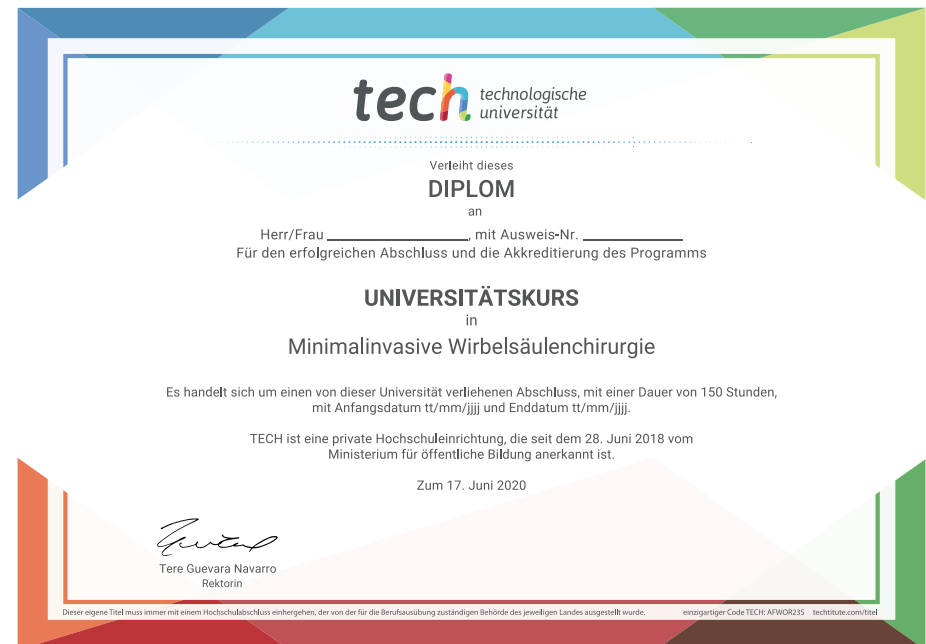 tech technologische
universität
Verleiht dieses
DIPLOM
an
Herr/Frau ____________________, mit Ausweis-Nr. ______________
Für den erfolgreichen Abschluss und die Akkreditierung des Programms
UNIVERSITÄTSKURS
in
Minimalinvasive Wirbelsäulenchirurgie
Es handelt sich um einen von dieser Universität verliehenen Abschluss, mit einer Dauer von 150 Stunden,
mit Anfangsdatum tt/mm/jjjj und Enddatum tt/mm/jjjj.
TECH ist eine private Hochschuleinrichtung, die seit dem 28. Juni 2018 vom
Ministerium für öffentliche Bildung anerkannt ist.
Zum 17. Juni 2020
Tere Guevara Navarro
Rektorin
Dieser eigene Titel muss immer mit einem Hochschulabschluss einhergehen, der von der für die Berufsausübung zuständigen Behörde des jeweiligen Landes ausgestellt wurde. einzigartiger Code TECH: AFWOR23S techtitute.com/titel